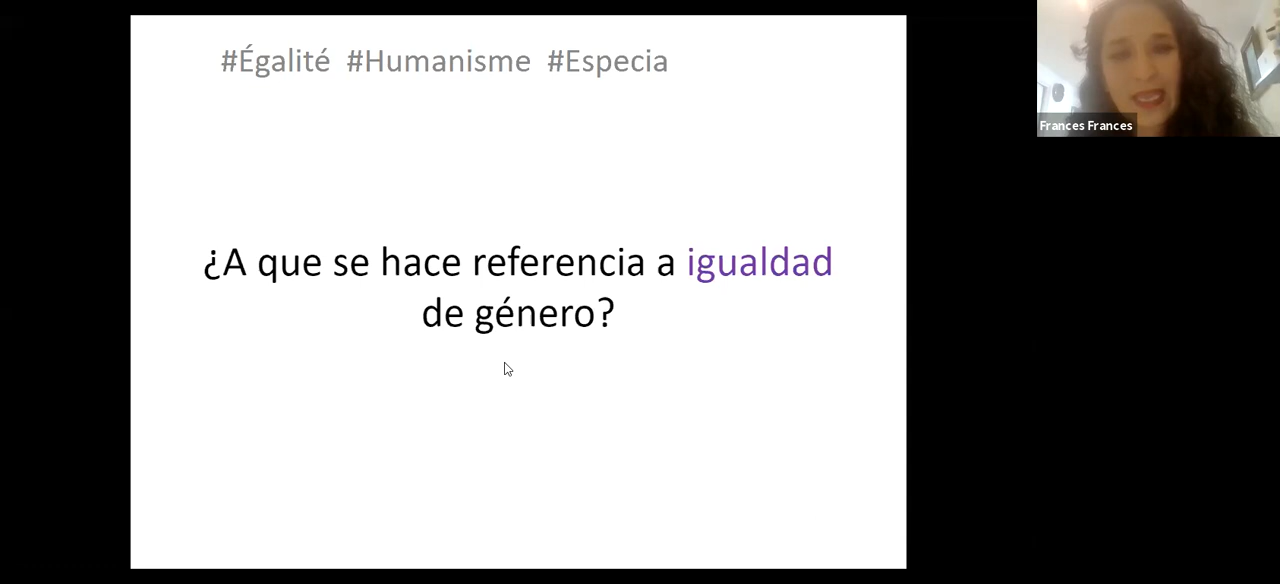 #Égalité #Humanisme #Especia
¿A que se hace referencia a igualdad
de género?
Frances Frances